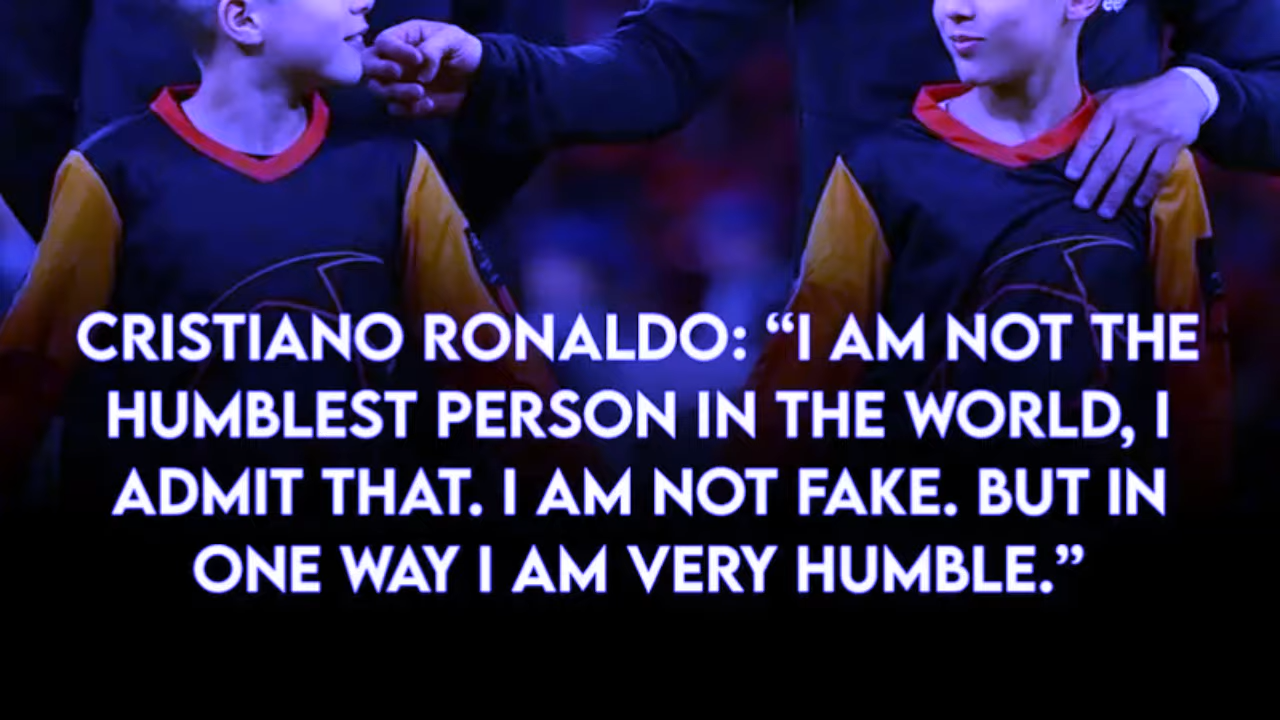 CRISTIANO RONALDO: “I AM NOT THE
HUMBLEST PERSON IN THE WORLD, I
ADMIT THAT. I AM NOT FAKE. BUT IN
ONE WAY I AM VERY HUMBLE.”